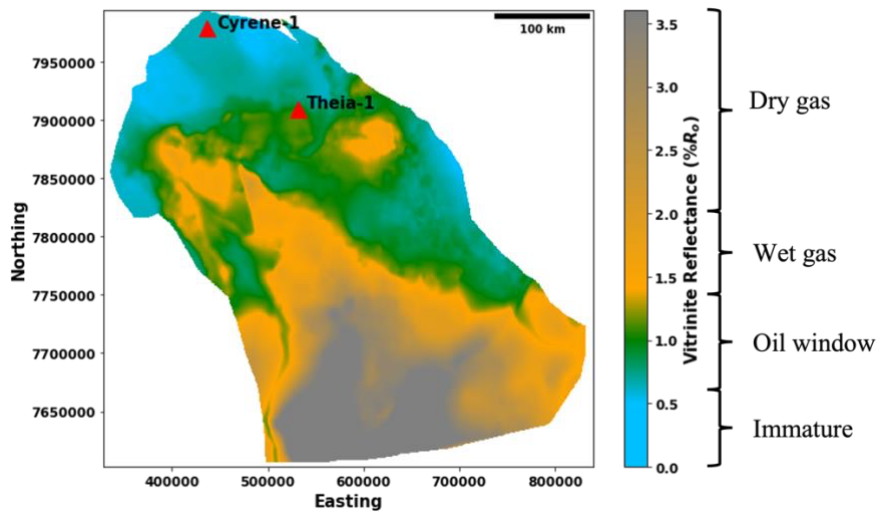 Cyrene-1
Theia-1
100 km
Northing
7950000
7900000
7850000
7800000
7750000
7700000
7650000
400000
500000
600000
700000
800000
Easting
3.5
3.0
2.5
2.0
1.5
1.0
0.5
0.0
Vitrinite Reflectance (%Rₒ)
Dry gas
Wet gas
Oil window
Immature